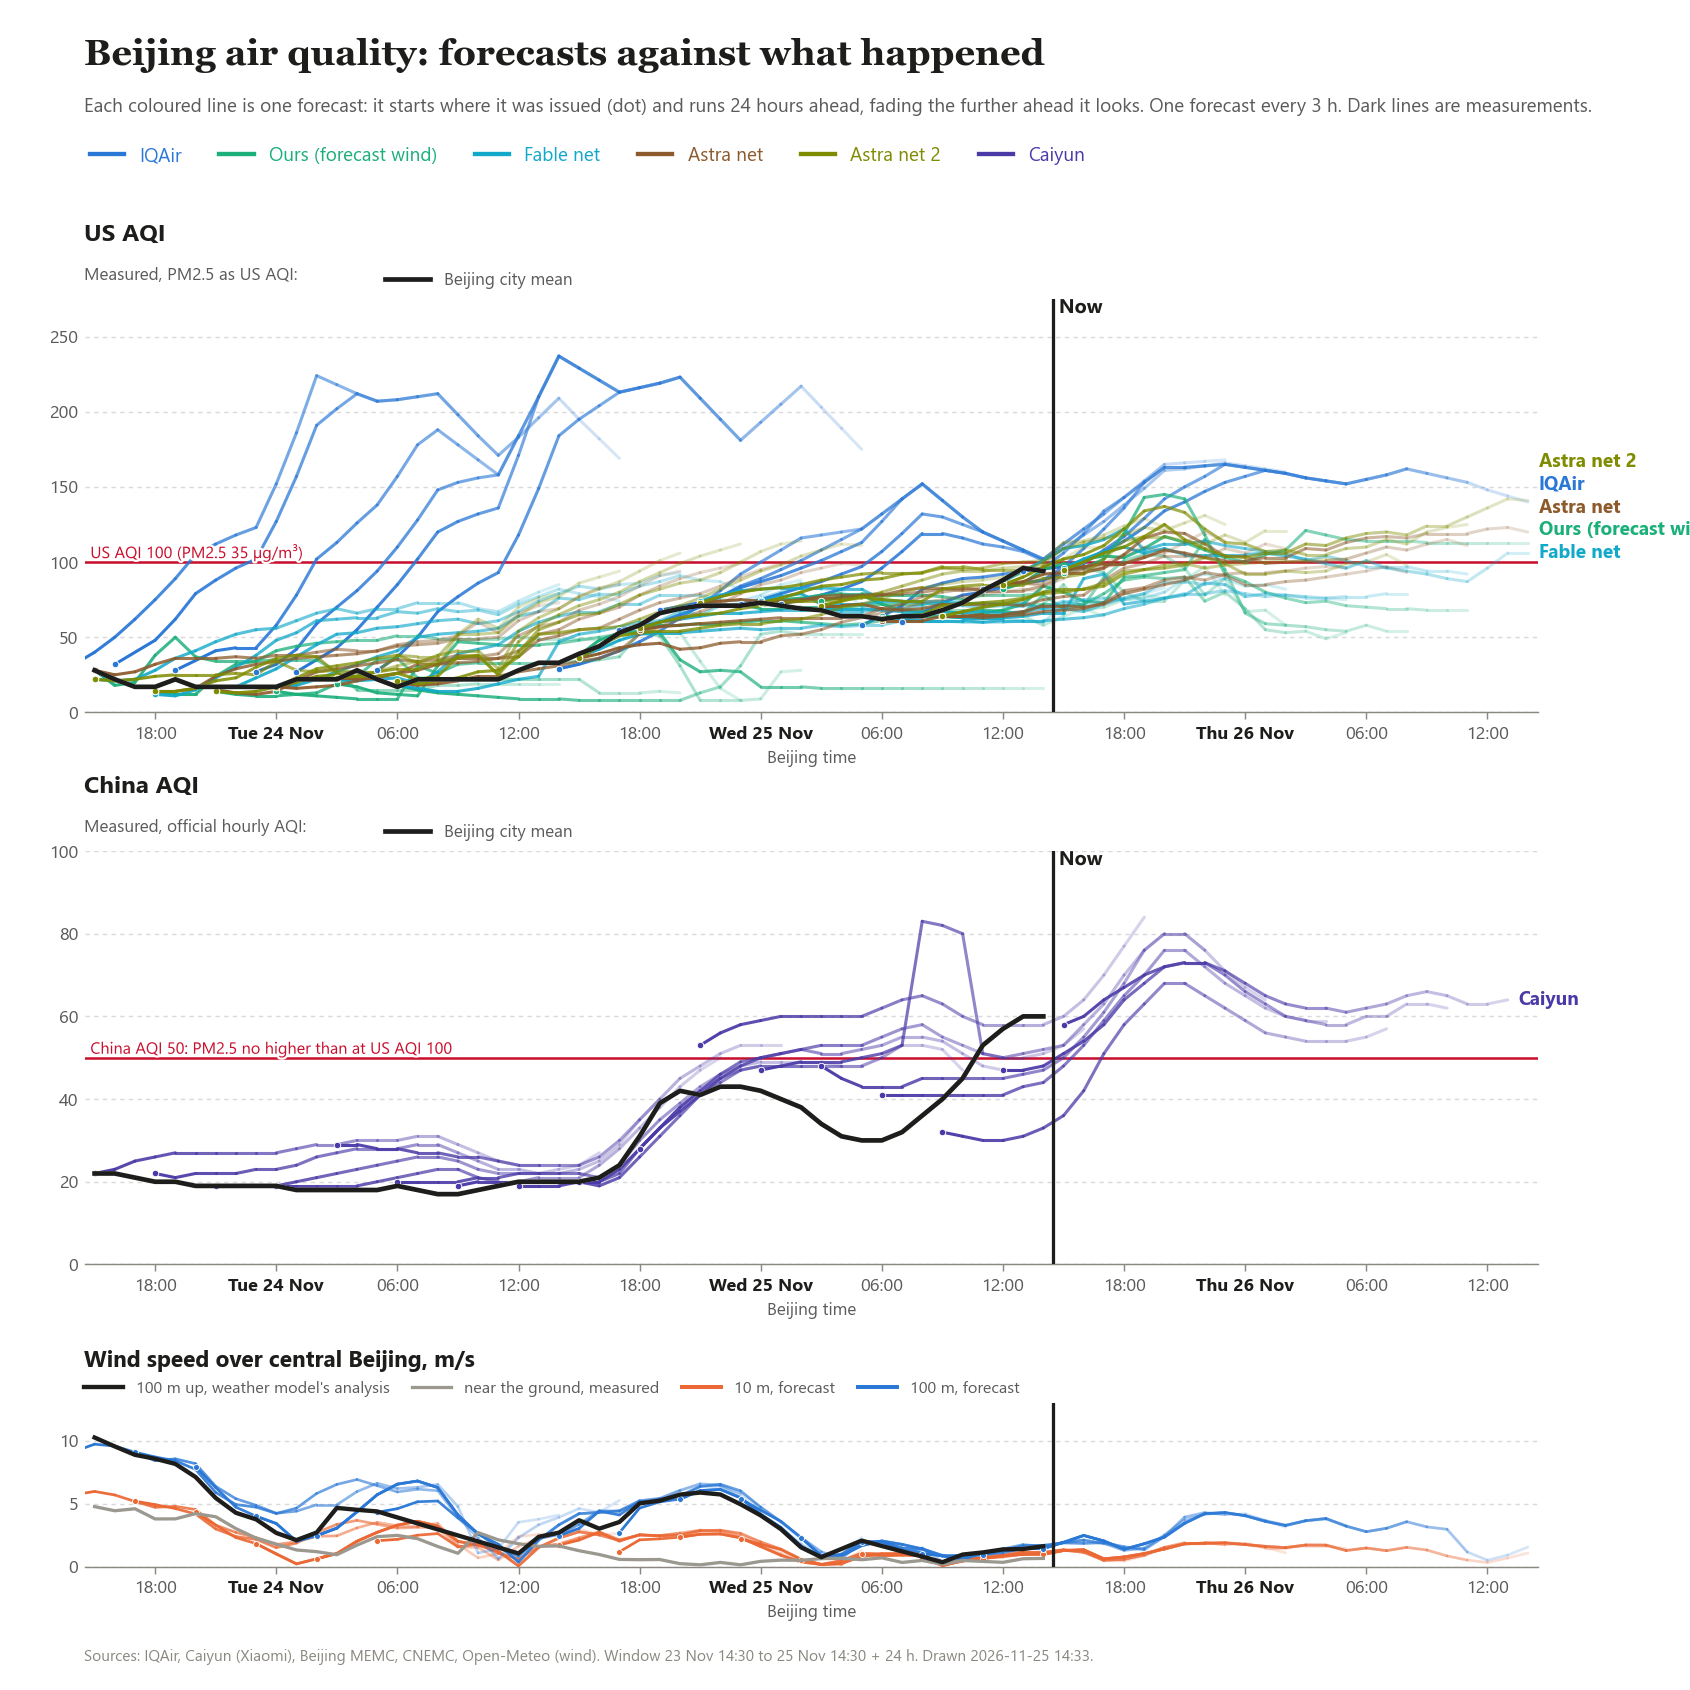 Beijing air quality: forecasts against what happened
Each coloured line is one forecast: it starts where it was issued (dot) and runs 24 hours ahead, fading the further ahead it looks. One forecast every 3 h. Dark lines are measurements.
IQAir Ours (forecast wind) Fable net Astra net Astra net 2 Caiyun
US AQI
Measured, PM2.5 as US AQI: Beijing city mean
Now
250
200
150
100
50
0
US AQI 100 (PM2.5 35 µg/m³)
Astra net 2
IQAir
Astra net
Ours (forecast wi
Fable net
18:00 Tue 24 Nov 06:00 12:00 18:00 Wed 25 Nov 06:00 12:00 18:00 Thu 26 Nov 06:00 12:00
Beijing time
China AQI
Measured, official hourly AQI: Beijing city mean
Now
100
80
60
40
20
0
China AQI 50: PM2.5 no higher than at US AQI 100
Caiyun
18:00 Tue 24 Nov 06:00 12:00 18:00 Wed 25 Nov 06:00 12:00 18:00 Thu 26 Nov 06:00 12:00
Beijing time
Wind speed over central Beijing, m/s
100 m up, weather model's analysis near the ground, measured 10 m, forecast 100 m, forecast
10
5
0
18:00 Tue 24 Nov 06:00 12:00 18:00 Wed 25 Nov 06:00 12:00 18:00 Thu 26 Nov 06:00 12:00
Beijing time
Sources: IQAir, Caiyun (Xiaomi), Beijing MEMC, CNEMC, Open-Meteo (wind). Window 23 Nov 14:30 to 25 Nov 14:30 + 24 h. Drawn 2026-11-25 14:33.